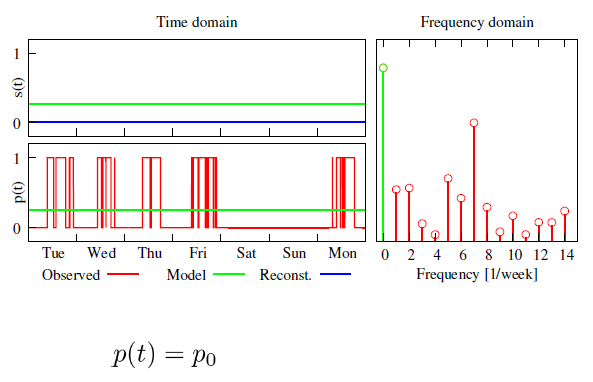 Time domain
Frequency domain
1
s(t)
0
1
p(t)
0
Tue Wed Thu Fri Sat Sun Mon
0 2 4 6 8 10 12 14
Observed Model Reconst.
Frequency [1/week]
p(t) = p₀